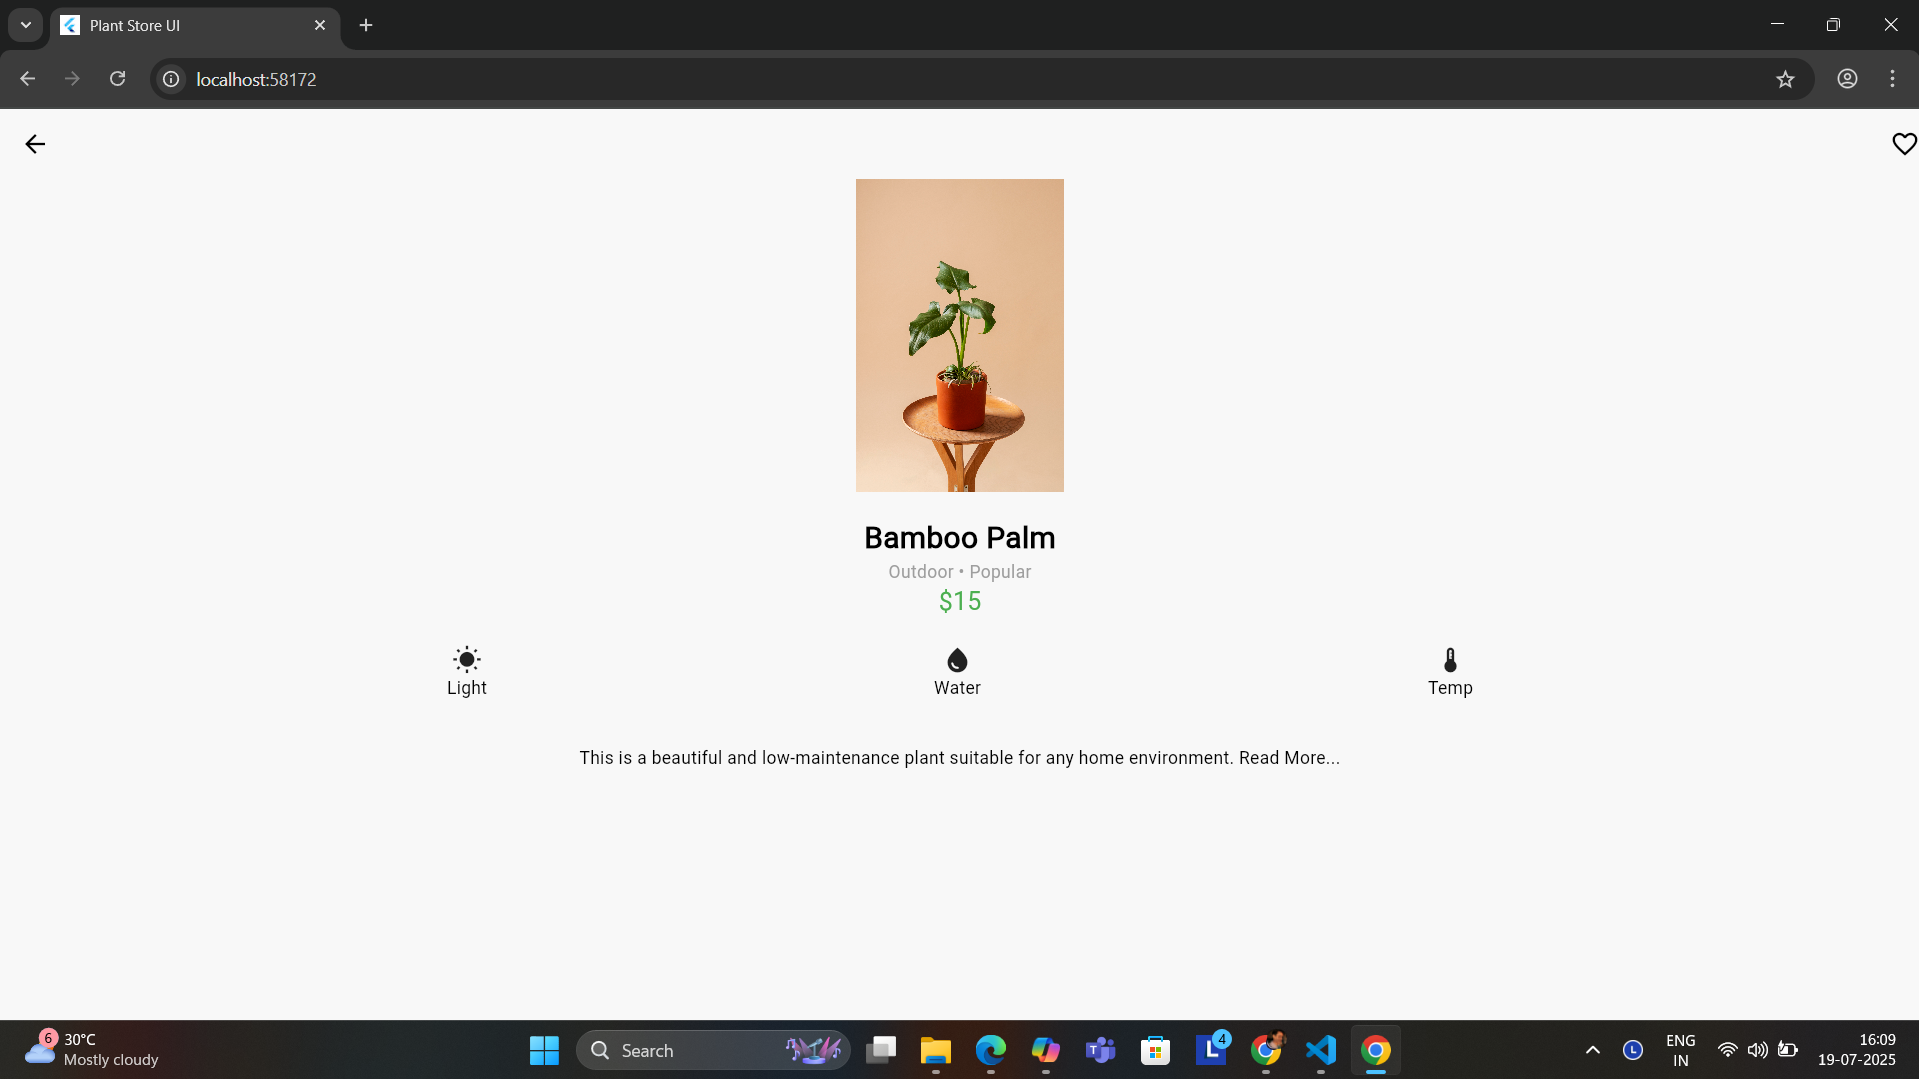 Plant Store UI
localhost:58172
Bamboo Palm
Outdoor • Popular
$15
Light
Water
Temp
This is a beautiful and low-maintenance plant suitable for any home environment. Read More...
6
30°C
Mostly cloudy
Search
T
L
4
L
ENG
IN
16:09
19-07-2025